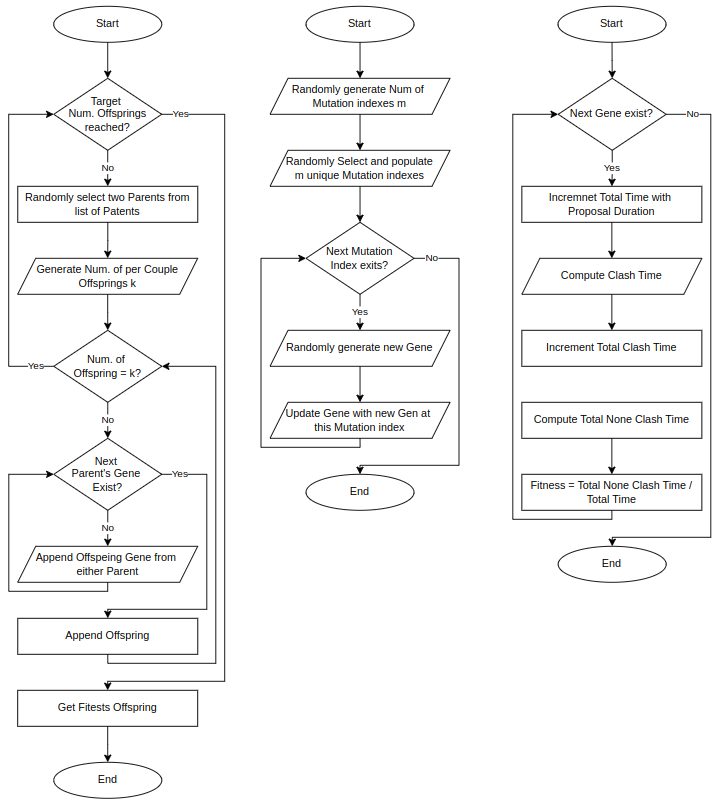 Start
Target
Num. Offsprings
reached?
Yes
No
Randomly select two Parents from
list of Patents
Generate Num. of per Couple
Offsprings k
Num. of
Offspring = k?
Yes
No
Next
Parent's Gene
Exist?
Yes
No
Append Offspeing Gene from
either Parent
Append Offspring
Get Fitests Offspring
End
Start
Randomly generate Num of
Mutation indexes m
Randomly Select and populate
m unique Mutation indexes
Next Mutation
Index exits?
No
Yes
Randomly generate new Gene
Update Gene with new Gen at
this Mutation index
End
Start
Next Gene exist?
No
Yes
Incremnet Total Time with
Proposal Duration
Compute Clash Time
Increment Total Clash Time
Compute Total None Clash Time
Fitness = Total None Clash Time /
Total Time
End